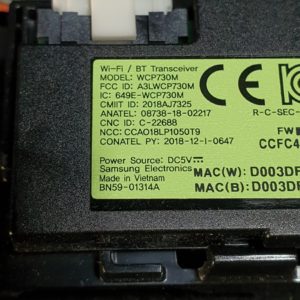 Wi-Fi / BT Transceiver
MODEL: WCP730M
FCC ID: A3LWCP730M
IC: 649E-WCP730M
CMIIT ID: 2018AJ7325
ANATEL: 08738-18-02217
CNC ID: C-22688
NCC: CCAO18LP1050T9
CONATEL PY: 2018-12-I-0647
Power Source: DC5V⎓
Samsung Electronics
Made in Vietnam
BN59-01314A
CE
R-C-SEC-
FW
CCFC4
MAC(W): D003DF
MAC(B): D003DF